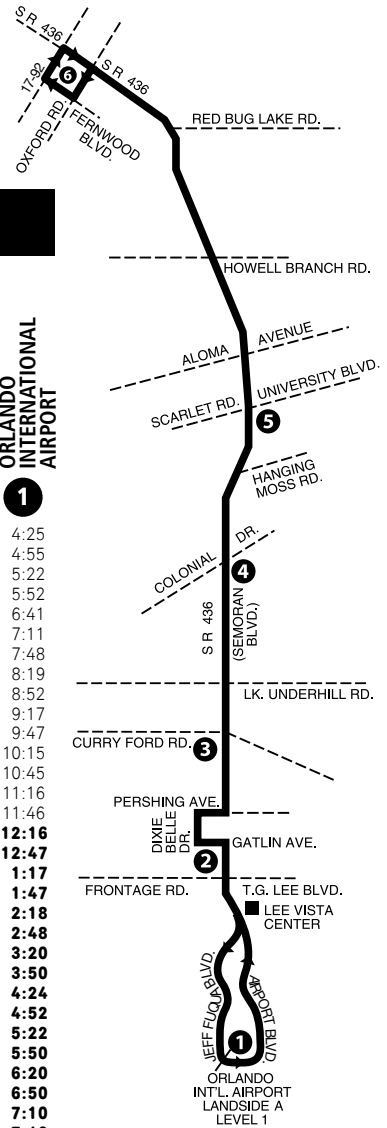 S R 436
17-92
6
S R 436
OXFORD RD.
FERNWOOD
BLVD.
RED BUG LAKE RD.
HOWELL BRANCH RD.
ALOMA AVENUE
SCARLET RD. UNIVERSITY BLVD.
5
HANGING
MOSS RD.
COLONIAL DR.
4
S R 436
(SEMORAN
BLVD.)
LK. UNDERHILL RD.
CURRY FORD RD.
3
PERSHING AVE.
DIXIE
BELLE
DR.
GATLIN AVE.
2
FRONTAGE RD.
T.G. LEE BLVD.
LEE VISTA
CENTER
JEFF FUQUA BLVD.
AIRPORT BLVD.
1
ORLANDO
INT'L. AIRPORT
LANDSIDE A
LEVEL 1
ORLANDO
INTERNATIONAL
AIRPORT
1
4:25
4:55
5:22
5:52
6:41
7:11
7:48
8:19
8:52
9:17
9:47
10:15
10:45
11:16
11:46
12:16
12:47
1:17
1:47
2:18
2:48
3:20
3:50
4:24
4:52
5:22
5:50
6:20
6:50
7:10